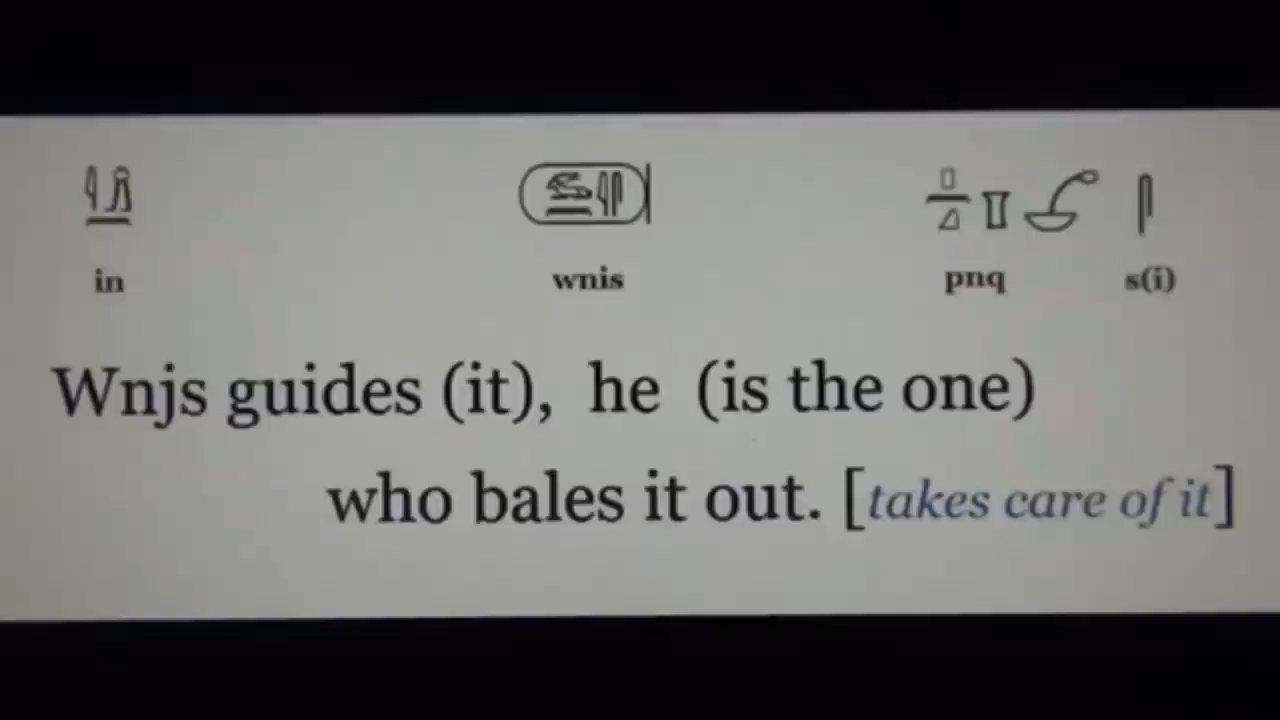 in wnis pnq s(i)
Wnjs guides (it), he (is the one)
who bales it out. [takes care of it]